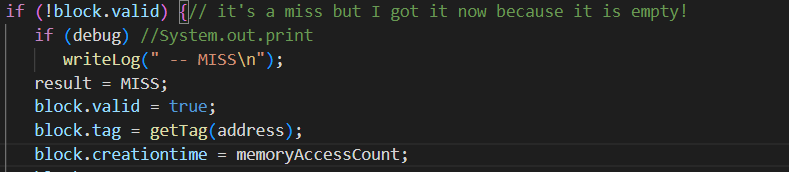 if (!block.valid) {// it's a miss but I got it now because it is empty!
if (debug) //System.out.print
writeLog(" -- MISS\n");
result = MISS;
block.valid = true;
block.tag = getTag(address);
block.creationtime = memoryAccessCount;